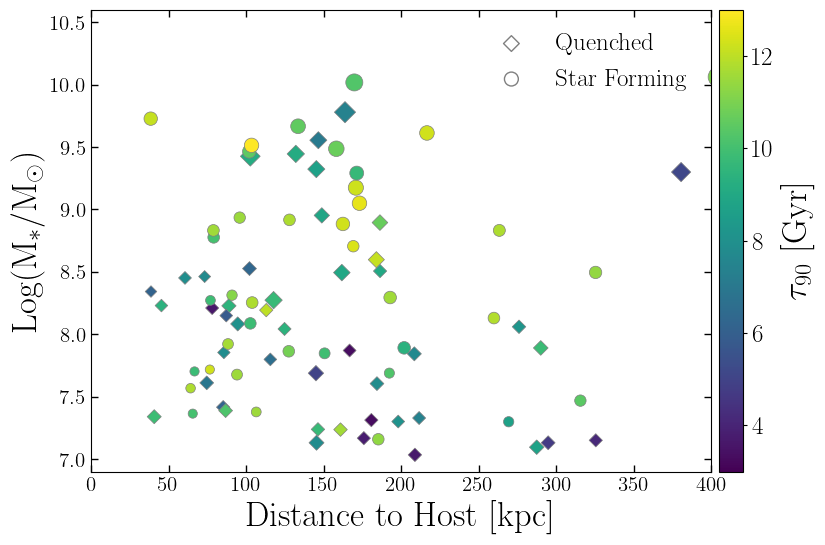 Quenched
Star Forming
10.5
10.0
9.5
9.0
8.5
8.0
7.5
7.0
Log(M*/M⊙)
0 50 100 150 200 250 300 350 400
Distance to Host [kpc]
12
10
8
6
4
τ90 [Gyr]